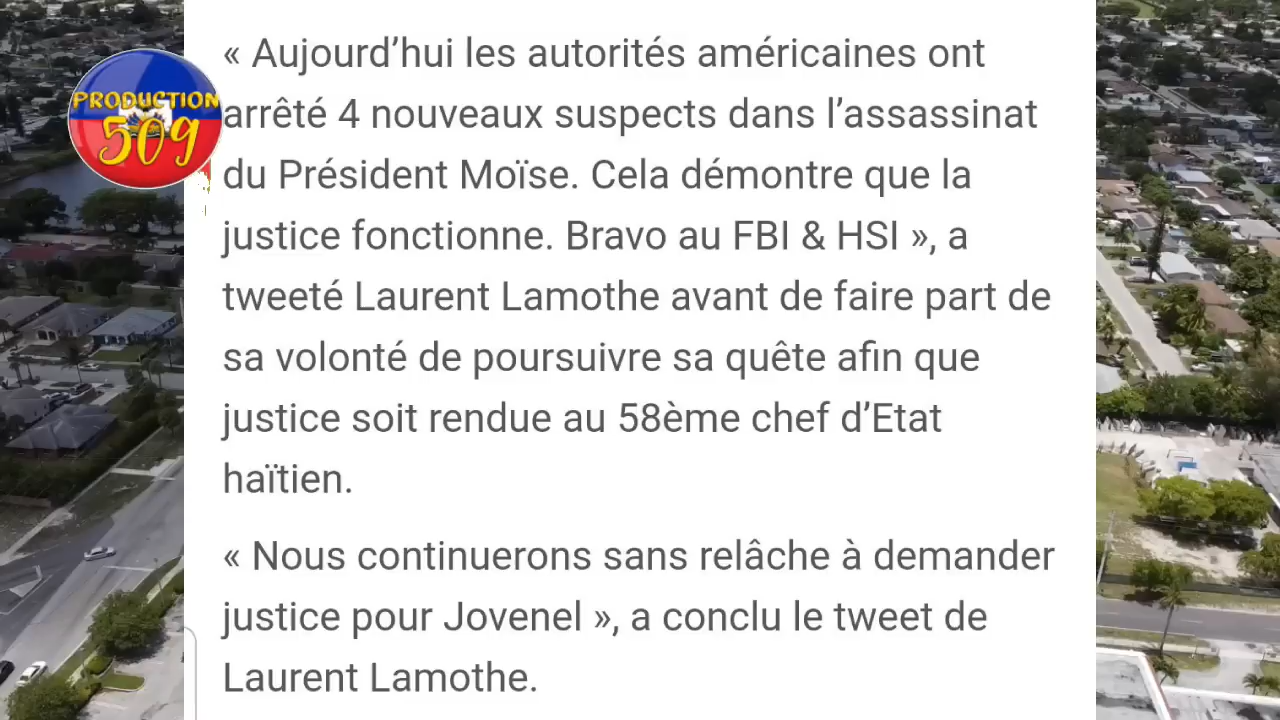 PRODUCTION
509
« Aujourd’hui les autorités américaines ont
arrêté 4 nouveaux suspects dans l’assassinat
du Président Moïse. Cela démontre que la
justice fonctionne. Bravo au FBI & HSI », a
tweeté Laurent Lamothe avant de faire part de
sa volonté de poursuivre sa quête afin que
justice soit rendue au 58ème chef d’Etat
haïtien.
« Nous continuerons sans relâche à demander
justice pour Jovenel », a conclu le tweet de
Laurent Lamothe.